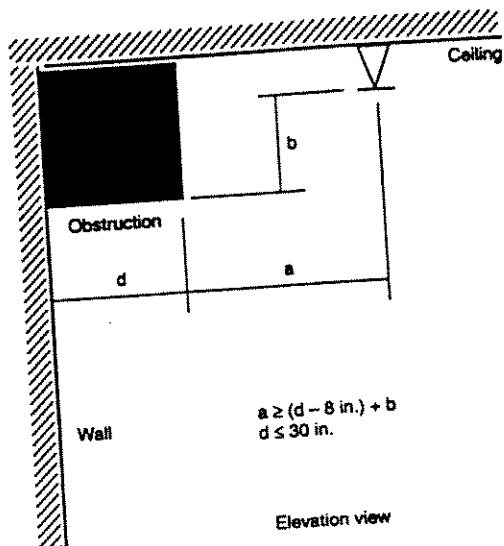 Ceiling
b
Obstruction
d
a
Wall
a ≥ (d – 8 in.) + b
d ≤ 30 in.
Elevation view